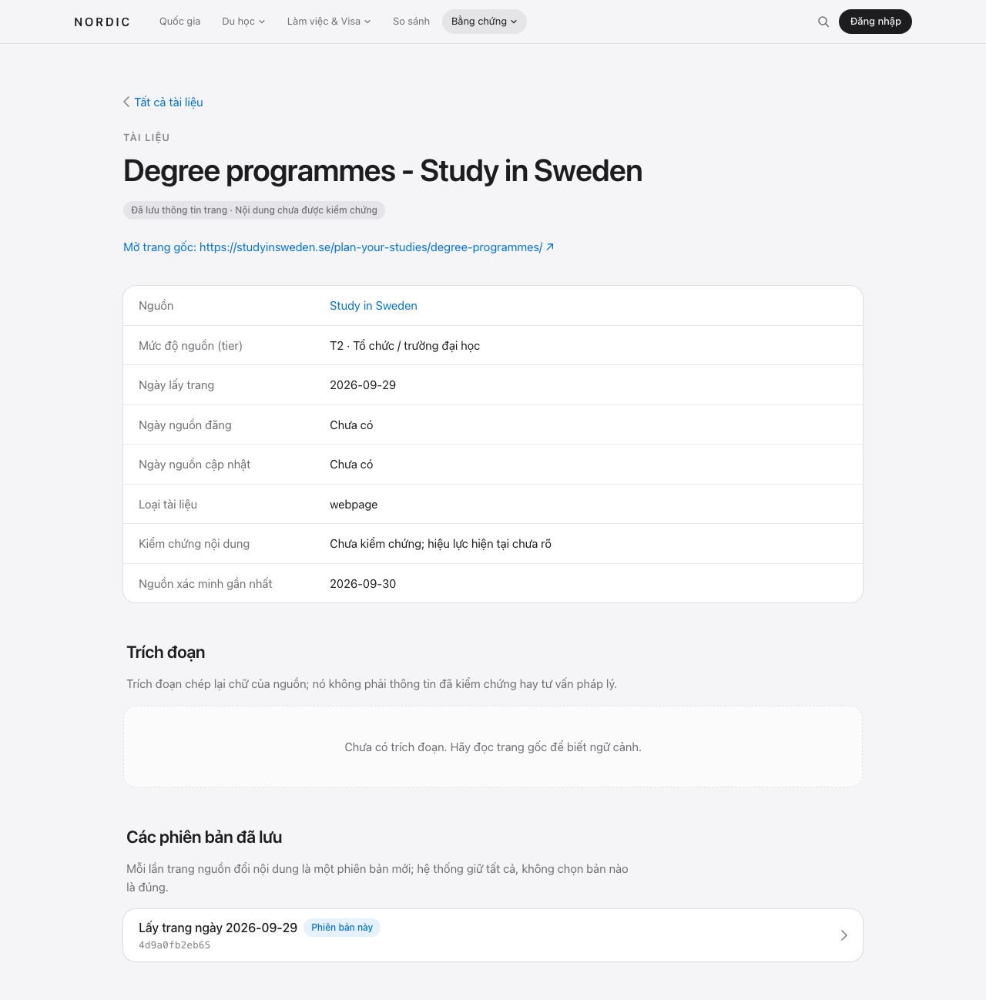 NORDIC
Quốc gia
Du học
Làm việc & Visa
So sánh
Bằng chứng
Đăng nhập
Tất cả tài liệu
TÀI LIỆU
Degree programmes - Study in Sweden
Đã lưu thông tin trang · Nội dung chưa được kiểm chứng
Mở trang gốc: https://studyinsweden.se/plan-your-studies/degree-programmes/ ↗
Nguồn
Study in Sweden
Mức độ nguồn (tier)
T2 · Tổ chức / trường đại học
Ngày lấy trang
2026-09-29
Ngày nguồn đăng
Chưa có
Ngày nguồn cập nhật
Chưa có
Loại tài liệu
webpage
Kiểm chứng nội dung
Chưa kiểm chứng; hiệu lực hiện tại chưa rõ
Nguồn xác minh gần nhất
2026-09-30
Trích đoạn
Trích đoạn chép lại chữ của nguồn; nó không phải thông tin đã kiểm chứng hay tư vấn pháp lý.
Chưa có trích đoạn. Hãy đọc trang gốc để biết ngữ cảnh.
Các phiên bản đã lưu
Mỗi lần trang nguồn đổi nội dung là một phiên bản mới; hệ thống giữ tất cả, không chọn bản nào
là đúng.
Lấy trang ngày 2026-09-29
Phiên bản này
4d9a0fb2eb65